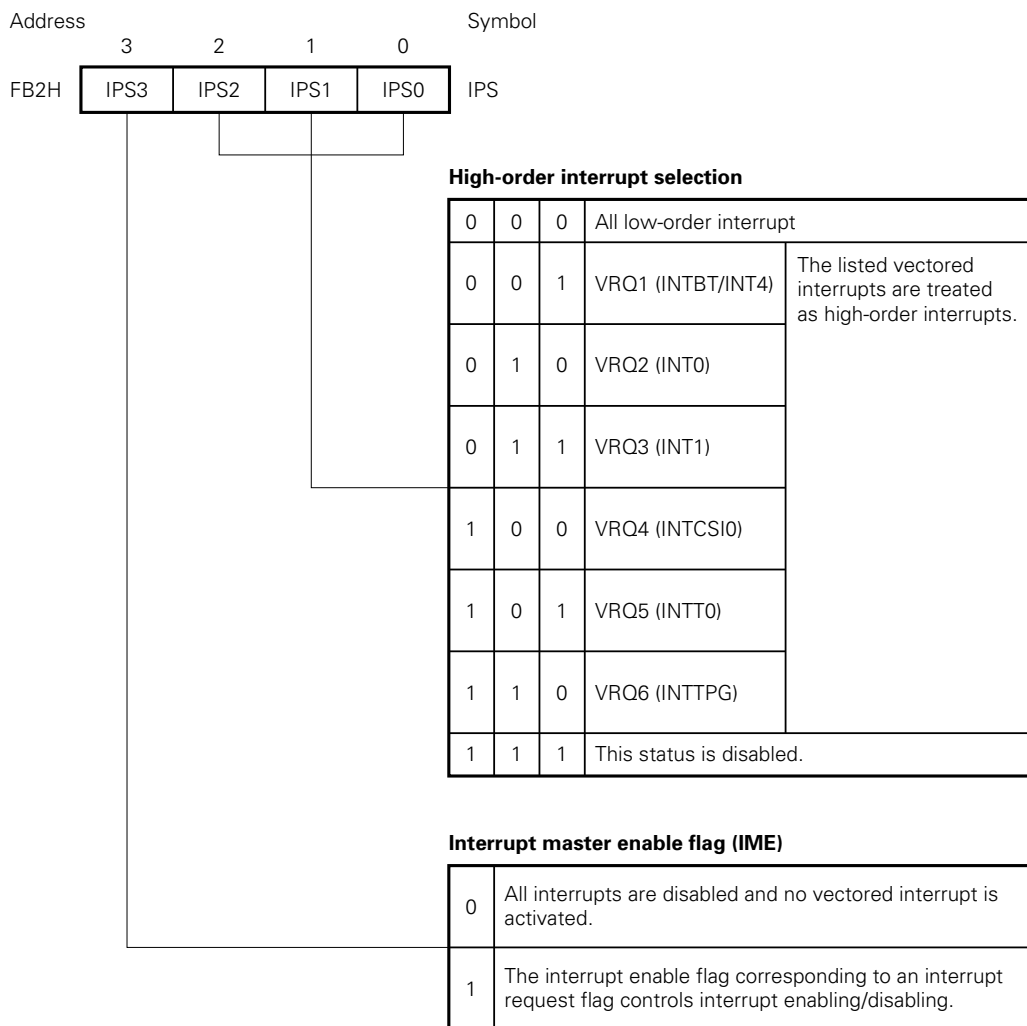 Address Symbol
3 2 1 0
FB2H IPS3 IPS2 IPS1 IPS0 IPS
High-order interrupt selection
0 0 0 All low-order interrupt
0 0 1 VRQ1 (INTBT/INT4) The listed vectored
interrupts are treated
as high-order interrupts.
0 1 0 VRQ2 (INT0)
0 1 1 VRQ3 (INT1)
1 0 0 VRQ4 (INTCSI0)
1 0 1 VRQ5 (INTT0)
1 1 0 VRQ6 (INTTPG)
1 1 1 This status is disabled.
Interrupt master enable flag (IME)
0 All interrupts are disabled and no vectored interrupt is
activated.
1 The interrupt enable flag corresponding to an interrupt
request flag controls interrupt enabling/disabling.